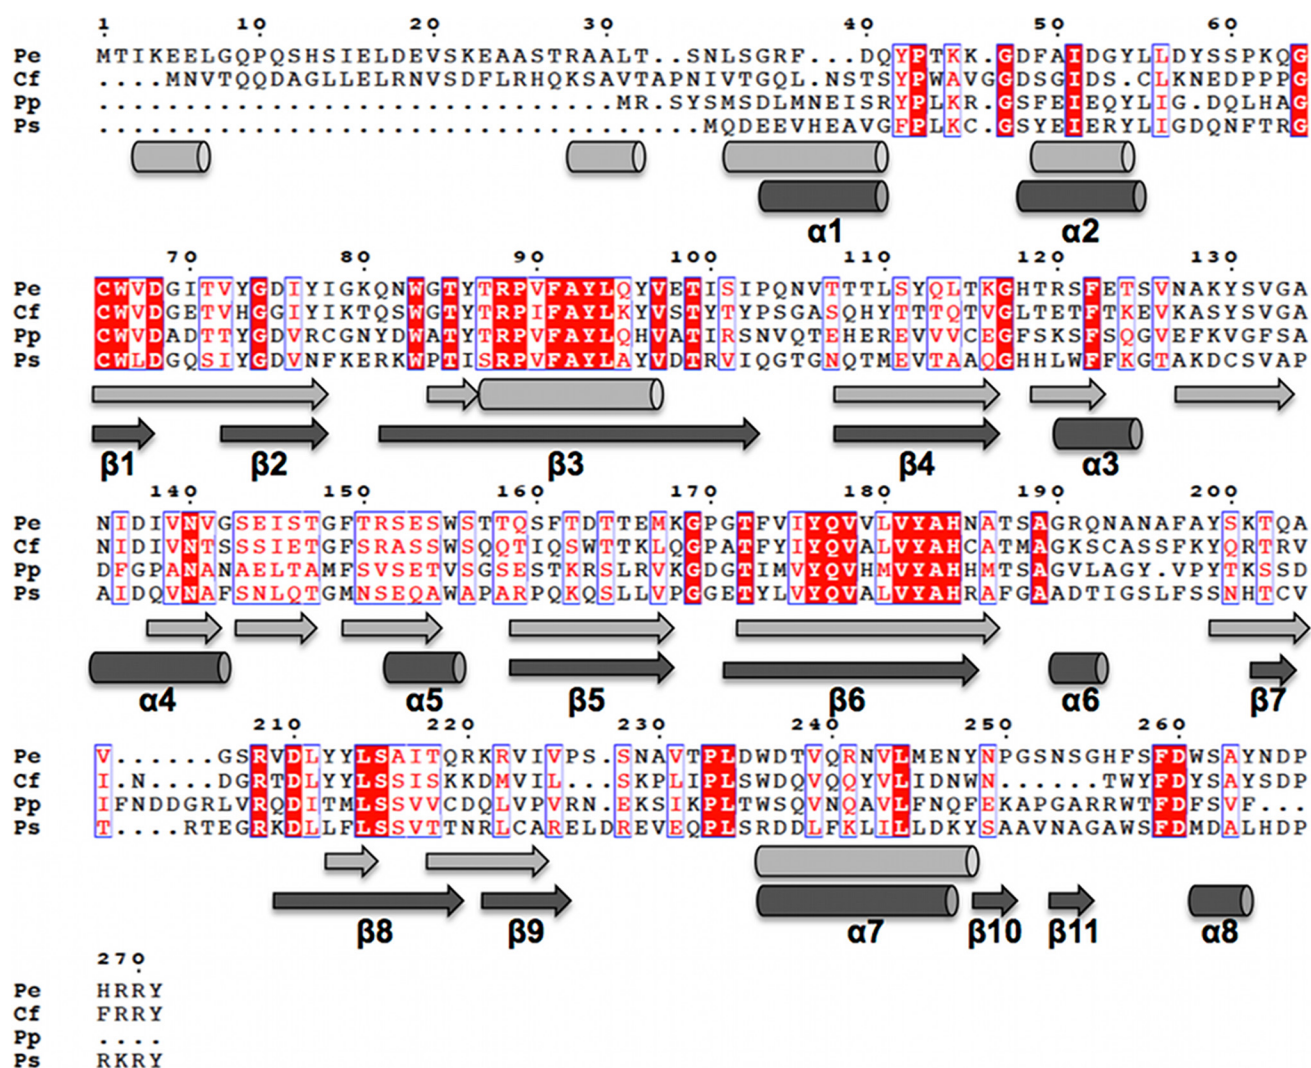 1 10 20 30 40 50 60
Pe MTIKEELGQPQSHSIELDEVSKEAASTRAALT..SNLSGRF...DQYPTKK.GDFAIDGYLLDYSSPKQG
Cf ....MNVTQQDAGLLELRNVSDFLRHQKSAVTAPNIVTGQL.NSTSYPWAVGGDSGIDS.CLKNEDPPPG
Pp ..............................MR.SYSMSDLMNEISRYPLKR.GSFEIEQYLIG.DQLHAG
Ps ...................................MQDEEVHEAVGFPLKC.GSYEIERYLIGDQNFTRG
α1 α2
70 80 90 100 110 120 130
Pe CWVDGITVYGDIYIGKQNWGTYTRPVFAYLQYVETISIPQNVTTTLSYQLTKGHTRSFETSVNAKYSVGA
Cf CWVDGETVHGGIYIKTQSWGTYTRPIFAYLKYVSTYTYPSGASQHYTTTQTVGLTETFTKEVKASYSVGA
Pp CWVDADTTYGDVRCGNYDWATYTRPVFAYLQHVATIRSNVQTEHEREVVVCEGFSKSFSQGVEFKVGFSA
Ps CWLDGQSIYGDVNFKERKWPTISRPVFAYLAYVDTRVIQGTGNQTMEVTAAQGHHLWFFKGTAKDCSVAP
β1 β2 β3 β4 α3
140 150 160 170 180 190 200
Pe NIDIVNVGSEISTGFTRSESWSTTQSFTDTTEMKGPGTFVIYQVVLVYAHNATSAGRQNANAFAYSKTQA
Cf NIDIVNTSSSIETGFSRASSWSQQTIQSWTTKLQGPATFYIYQVALVYAHCATMAGKSCASSFKYQRTRV
Pp DFGPANANAELTAMFSVSETVSGSESTKRSLRVKGDGTIMVYQVHMVYAHHMTSAGVLAGY.VPYTKSSD
Ps AIDQVNAFSNLQTGMNSEQAWAPARPQKQSLLVPGGETYLVYQVALVYAHRAFGAADTIGSLFSSNHTCV
α4 α5 β5 β6 α6 β7
210 220 230 240 250 260
Pe V......GSRVDLYYLSAITQRKRVIVPS.SNAVTPLDWDTVQRNVLMENYNPGSNSGHFSFDWSAYNDP
Cf I.N....DGRTDLYYLSSISKKDMVIL...SKPLIPLSWDQVQQYVLIDNWN......TWYFDYSAYSDP
Pp IFNDDGRLVRQDITMLSSVVCDQLVPVRN.EKSIKPLTWSQVNQAVLFNQFEKAPGARRWTFDFSVF...
Ps T....RTEGRKDLLFLSSVTTNRLCARELDREVEQPLSRDDLFKLILLDKYSAAVNAGAWSFDMDALHDP
β8 β9 α7 β10 β11 α8
270
Pe HRRY
Cf FRRY
Pp ....
Ps RKRY